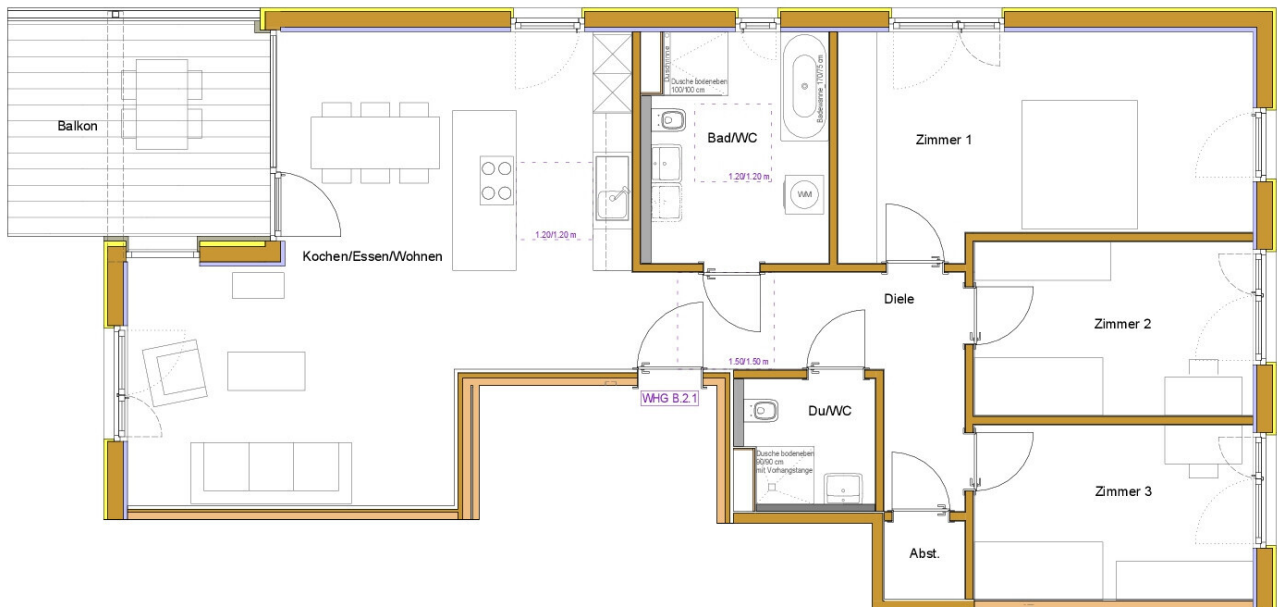 Balkon
Kochen/Essen/Wohnen
1.20/1.20 m
Dusche bodeneben
100/100 cm
Badewanne 170/75 cm
Bad/WC
1.20/1.20 m
WM
Zimmer 1
Diele
Zimmer 2
1.50/1.50 m
WHG B.2.1
Du/WC
Dusche bodeneben
90/90 cm
mit Vorhangstange
Zimmer 3
Abst.